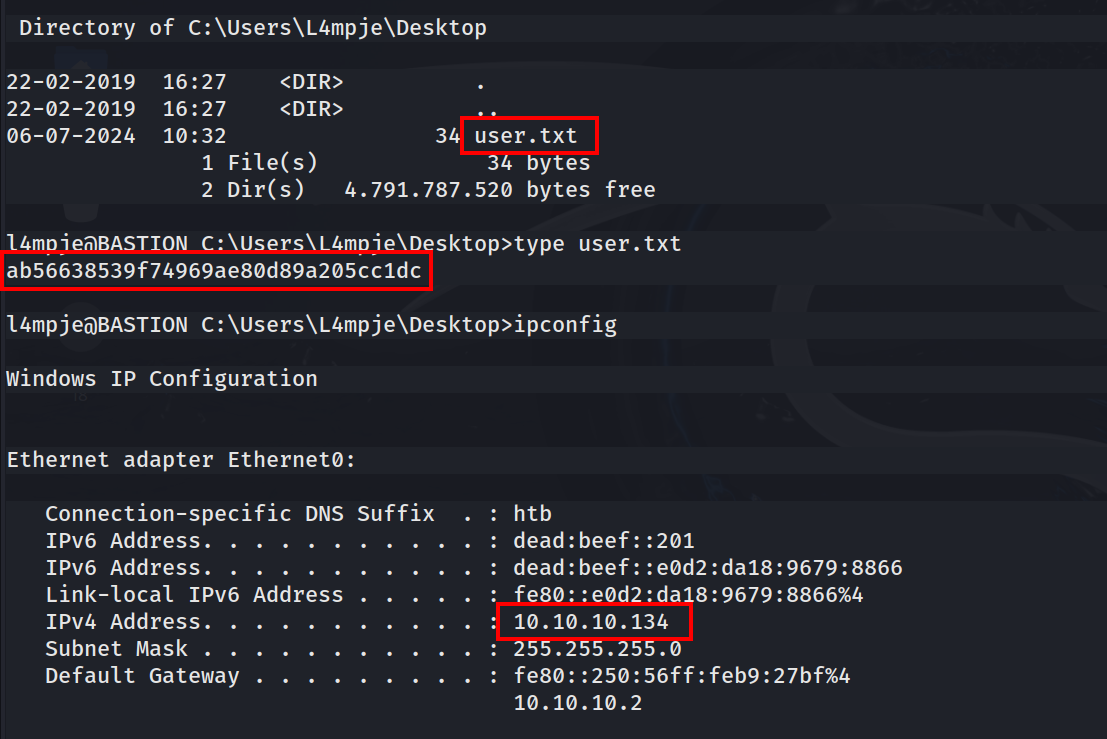 Directory of C:\Users\L4mpje\Desktop
22-02-2019  16:27    <DIR>          .
22-02-2019  16:27    <DIR>          ..
06-07-2024  10:32                34 user.txt
               1 File(s)             34 bytes
               2 Dir(s)   4.791.787.520 bytes free
l4mpje@BASTION C:\Users\L4mpje\Desktop>type user.txt
ab56638539f74969ae80d89a205cc1dc
l4mpje@BASTION C:\Users\L4mpje\Desktop>ipconfig
Windows IP Configuration
Ethernet adapter Ethernet0:
   Connection-specific DNS Suffix  . : htb
   IPv6 Address. . . . . . . . . . . : dead:beef::201
   IPv6 Address. . . . . . . . . . . : dead:beef::e0d2:da18:9679:8866
   Link-local IPv6 Address . . . . . : fe80::e0d2:da18:9679:8866%4
   IPv4 Address. . . . . . . . . . . : 10.10.10.134
   Subnet Mask . . . . . . . . . . . : 255.255.255.0
   Default Gateway . . . . . . . . . : fe80::250:56ff:feb9:27bf%4
                                       10.10.10.2